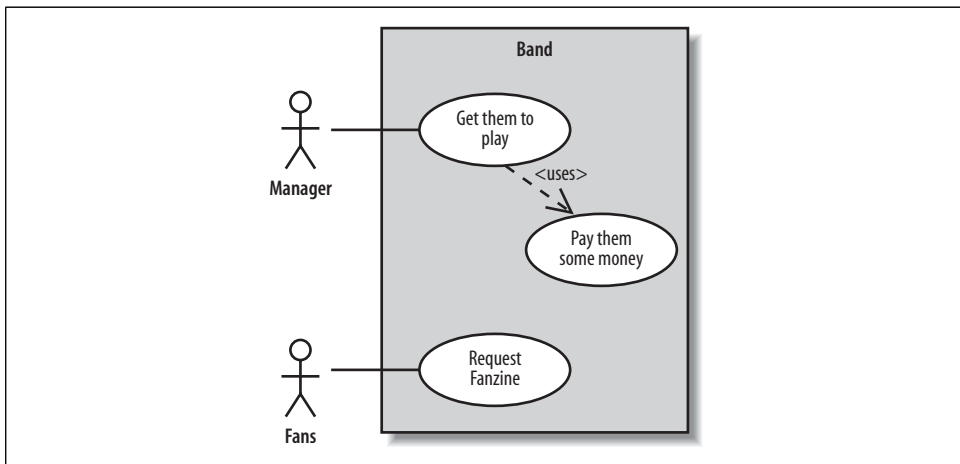 Band
Get them to
play
Manager
<uses>
Pay them
some money
Request
Fanzine
Fans